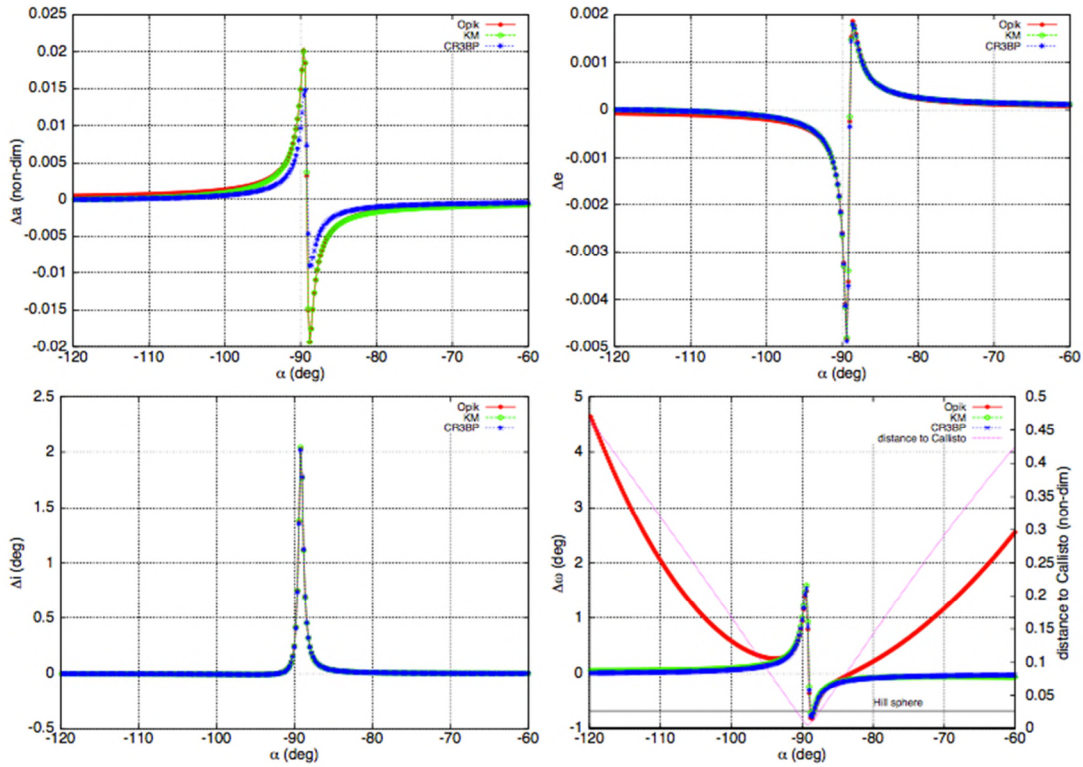 0.025
0.02
0.015
0.01
0.005
0
-0.005
-0.01
-0.015
-0.02
Δa (non-dim)
Opik
KM
CR3BP
-120 -110 -100 -90 -80 -70 -60
α (deg)
0.002
0.001
0
-0.001
-0.002
-0.003
-0.004
-0.005
Δe
Opik
KM
CR3BP
-120 -110 -100 -90 -80 -70 -60
α (deg)
2.5
2
1.5
1
0.5
0
-0.5
Δi (deg)
Opik
KM
CR3BP
-120 -110 -100 -90 -80 -70 -60
α (deg)
5
4
3
2
1
0
-1
Δω (deg)
Opik
KM
CR3BP
distance to Callisto
Hill sphere
0.5
0.45
0.4
0.35
0.3
0.25
0.2
0.15
0.1
0.05
0
distance to Callisto (non-dim)
-120 -110 -100 -90 -80 -70 -60
α (deg)